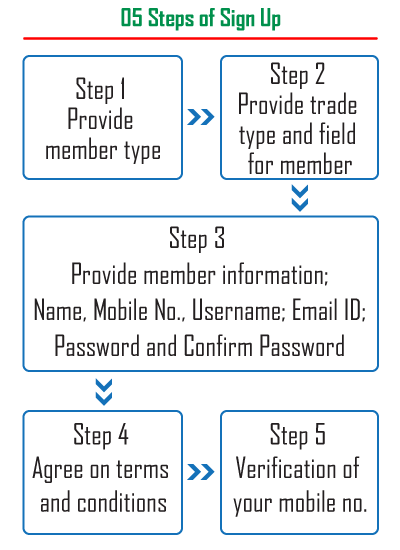 05 Steps of Sign Up
Step 1
Provide
member type
Step 2
Provide trade
type and field
for member
Step 3
Provide member information;
Name, Mobile No., Username; Email ID;
Password and Confirm Password
Step 4
Agree on terms
and conditions
Step 5
Verification of
your mobile no.